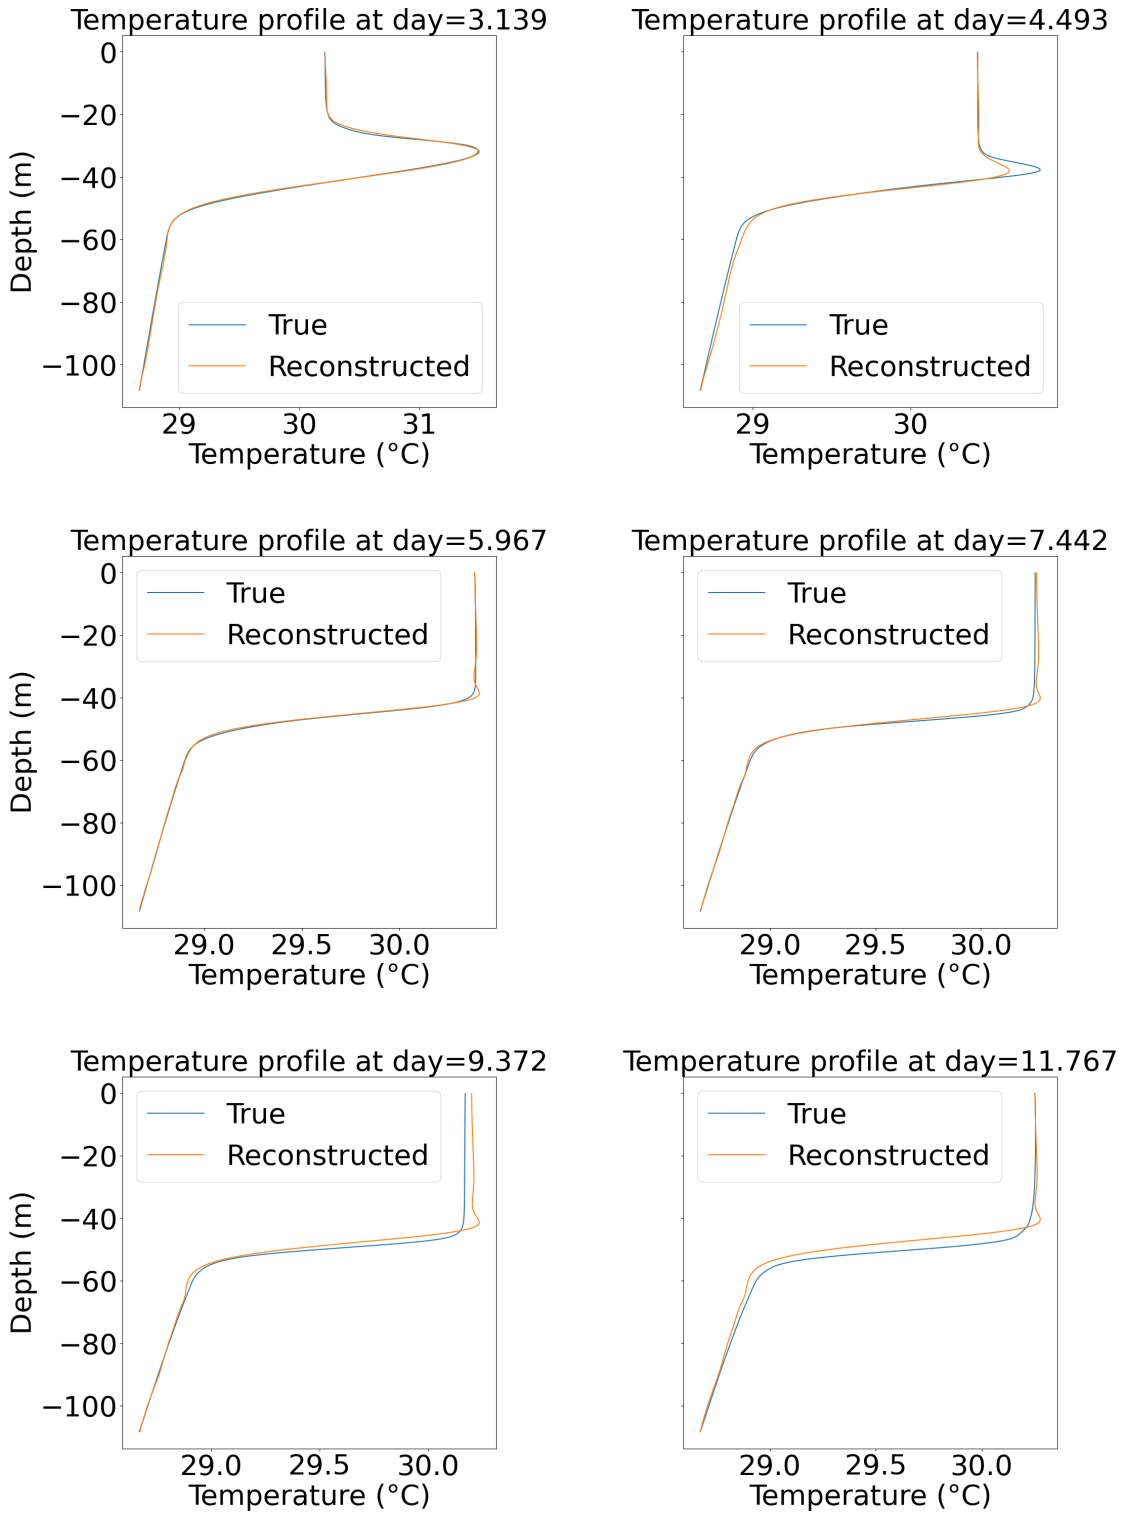 Temperature profile at day=3.139
Temperature profile at day=4.493
0
−20
−40
−60
−80
−100
Depth (m)
True
Reconstructed
True
Reconstructed
29 30 31
29 30
Temperature (°C)
Temperature (°C)
Temperature profile at day=5.967
Temperature profile at day=7.442
0
−20
−40
−60
−80
−100
Depth (m)
True
Reconstructed
True
Reconstructed
29.0 29.5 30.0
29.0 29.5 30.0
Temperature (°C)
Temperature (°C)
Temperature profile at day=9.372
Temperature profile at day=11.767
0
−20
−40
−60
−80
−100
Depth (m)
True
Reconstructed
True
Reconstructed
29.0 29.5 30.0
29.0 29.5 30.0
Temperature (°C)
Temperature (°C)